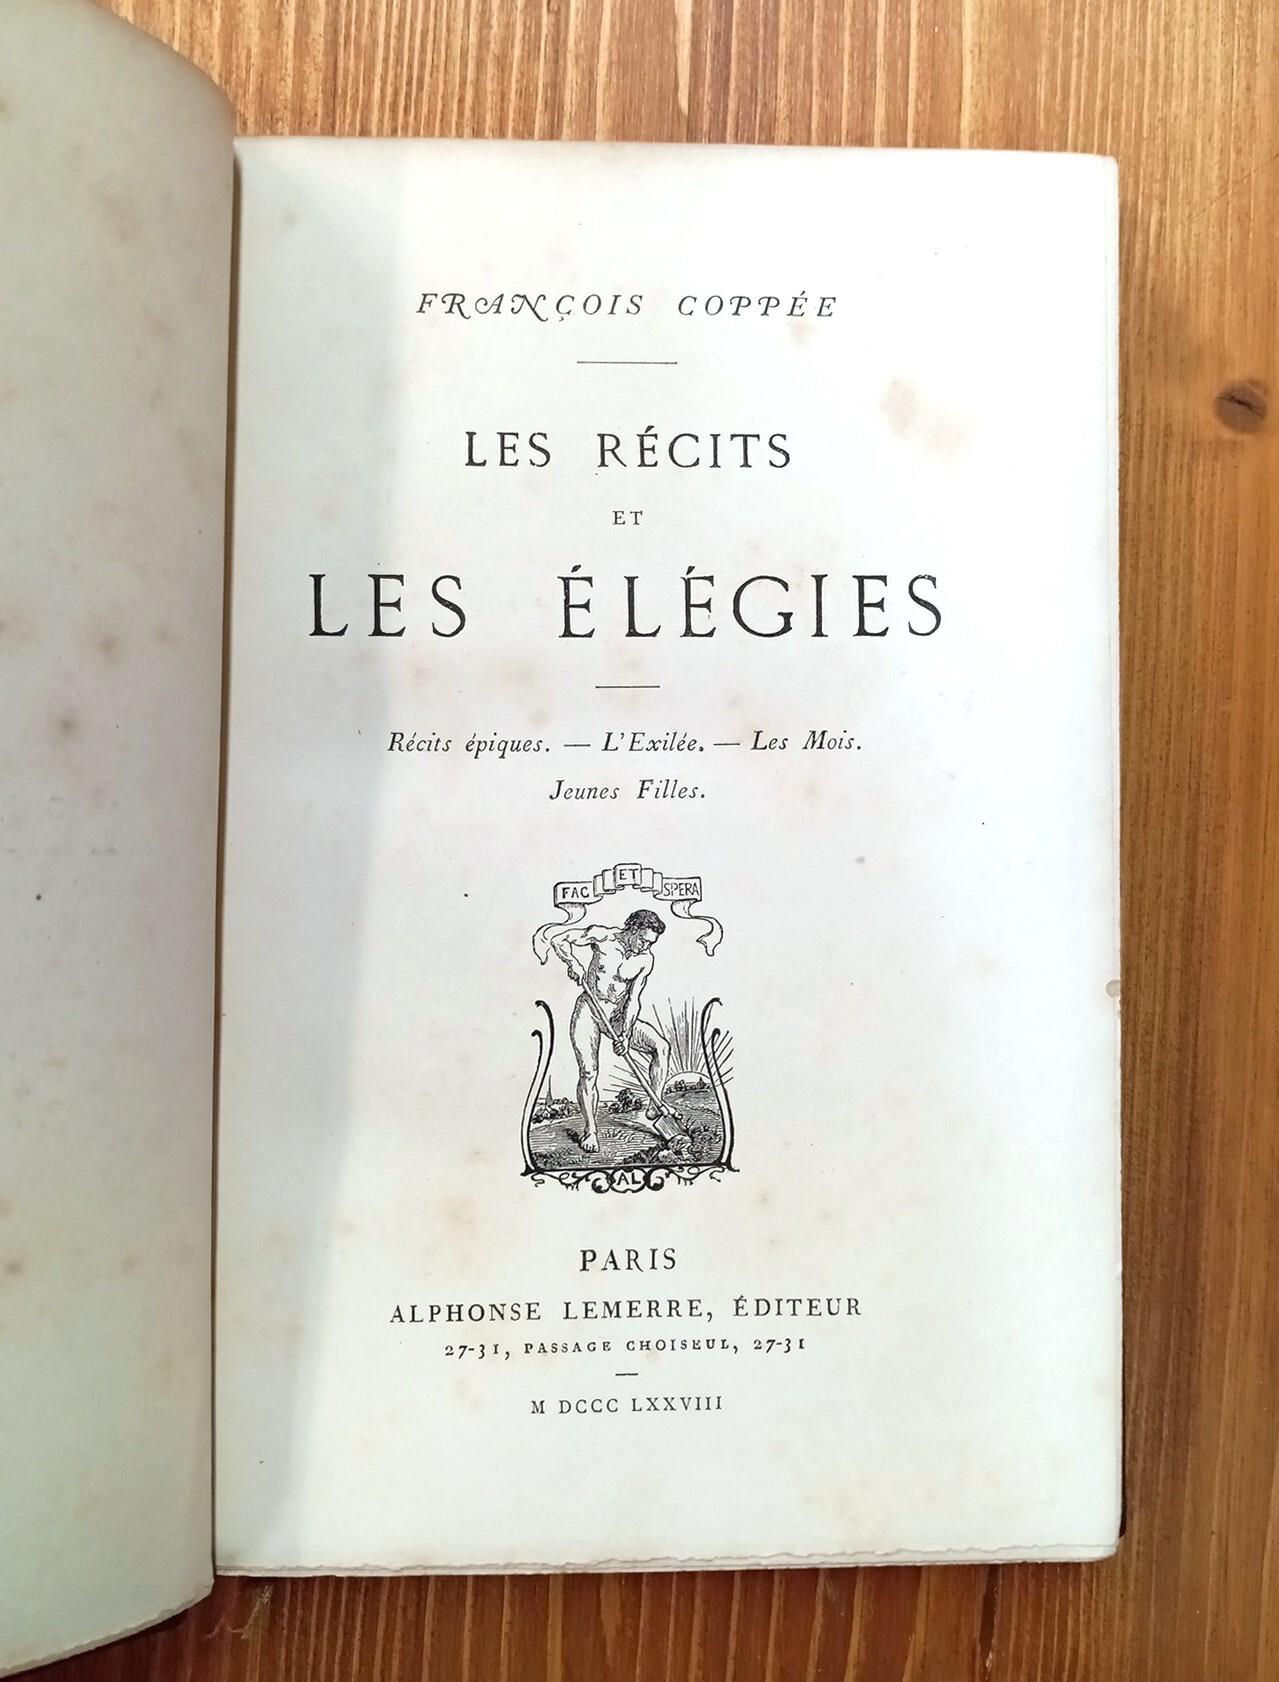 FRANÇOIS COPPÉE
LES RÉCITS
ET
LES ÉLÉGIES
Récits épiques. — L'Exilée. — Les Mois.
Jeunes Filles.
FAC ET SPERA
AL
PARIS
ALPHONSE LEMERRE, ÉDITEUR
27-31, PASSAGE CHOISEUL, 27-31
M DCCC LXXVIII